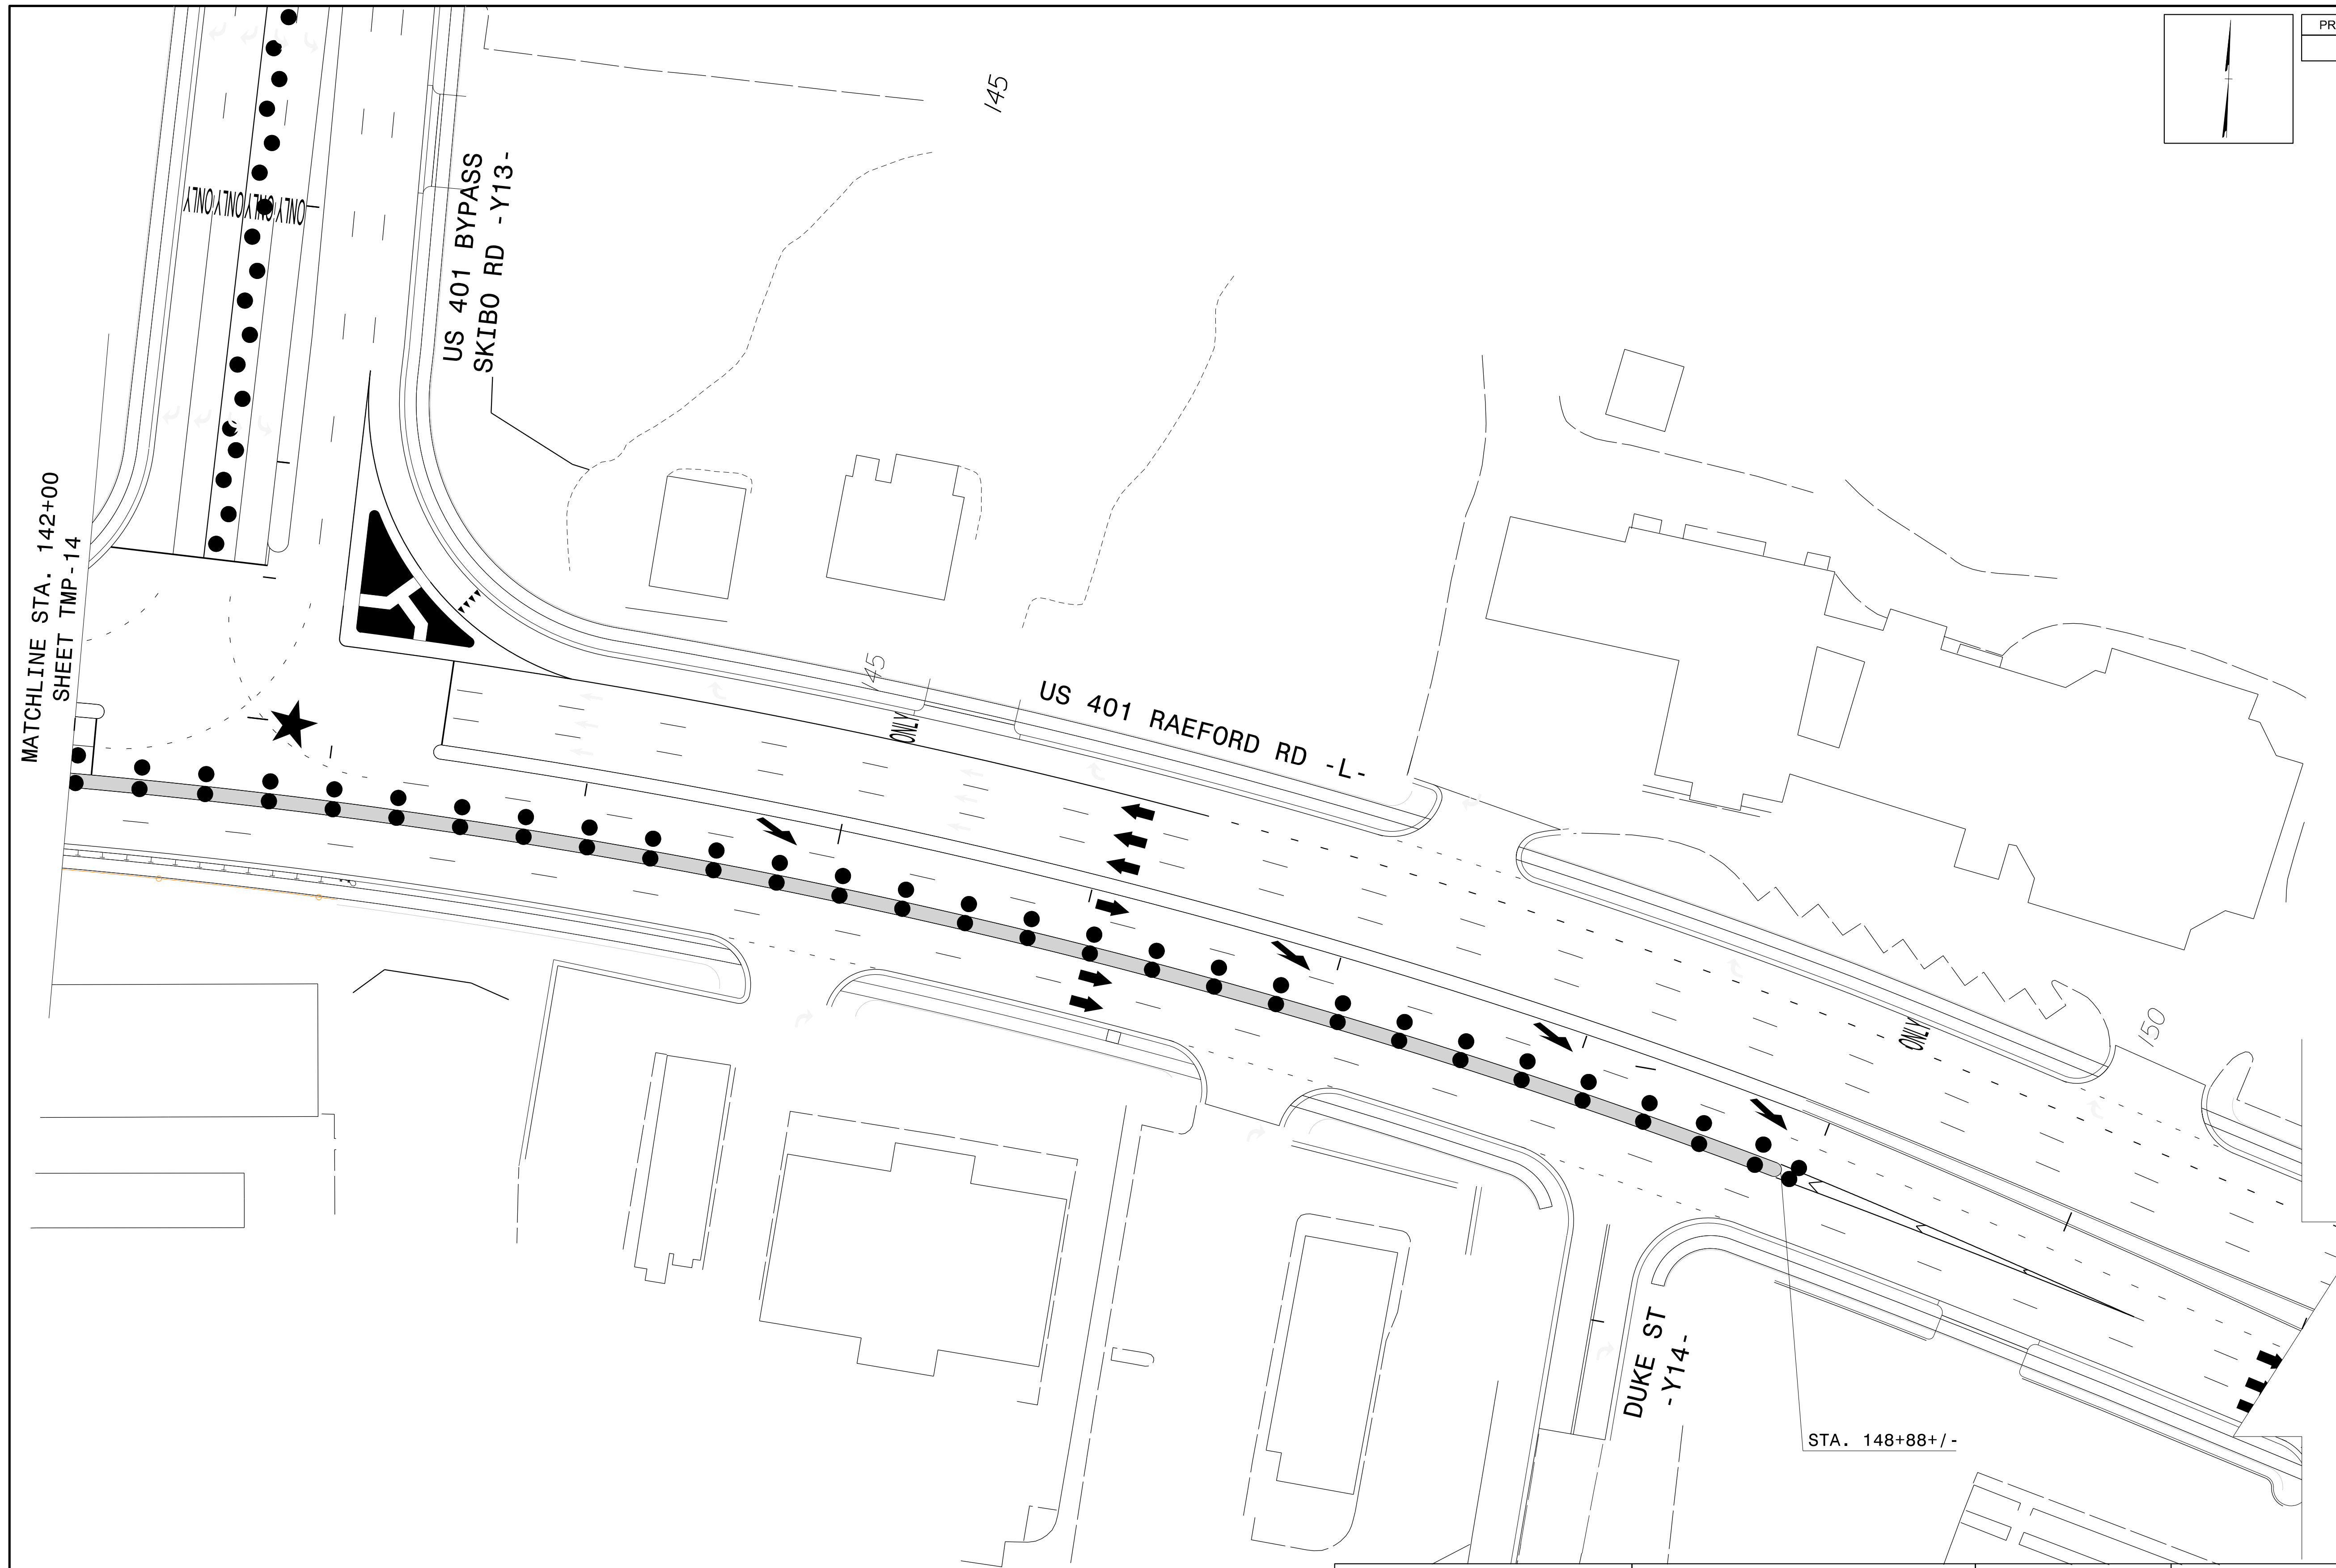 PR
145
US 401 BYPASS
SKIBO RD -Y13-
ONLY
ONLY
ONLY
ONLY
MATCHLINE STA. 142+00
SHEET TMP-14
145
ONLY
US 401 RAEFORD RD -L-
ONLY
150
DUKE ST
-Y14-
STA. 148+88+/-